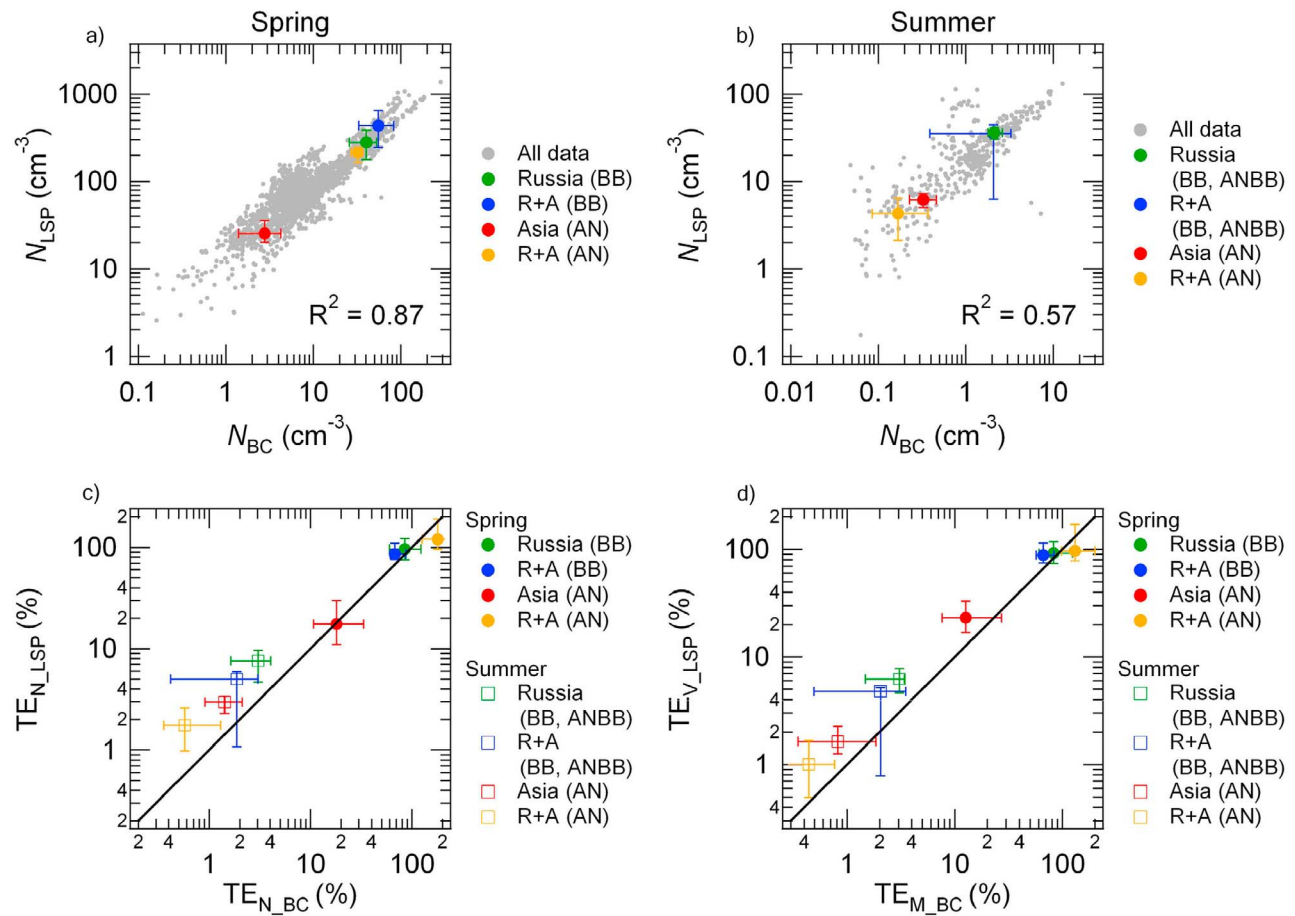 Spring
a)
1000
100
10
1
N_LSP (cm⁻³)
R² = 0.87
0.1 1 10 100
N_BC (cm⁻³)
All data
Russia (BB)
R+A (BB)
Asia (AN)
R+A (AN)
Summer
b)
100
10
1
0.1
N_LSP (cm⁻³)
R² = 0.57
0.01 0.1 1 10
N_BC (cm⁻³)
All data
Russia
(BB, ANBB)
R+A
(BB, ANBB)
Asia (AN)
R+A (AN)
c)
2
100
4
2
10
4
2
1
4
2
TE_N_LSP (%)
2 4 1 2 4 10 2 4 100 2
TE_N_BC (%)
Spring
Russia (BB)
R+A (BB)
Asia (AN)
R+A (AN)
Summer
Russia
(BB, ANBB)
R+A
(BB, ANBB)
Asia (AN)
R+A (AN)
d)
2
100
4
2
10
4
2
1
4
TE_V_LSP (%)
4 1 2 4 10 2 4 100 2
TE_M_BC (%)
Spring
Russia (BB)
R+A (BB)
Asia (AN)
R+A (AN)
Summer
Russia
(BB, ANBB)
R+A
(BB, ANBB)
Asia (AN)
R+A (AN)